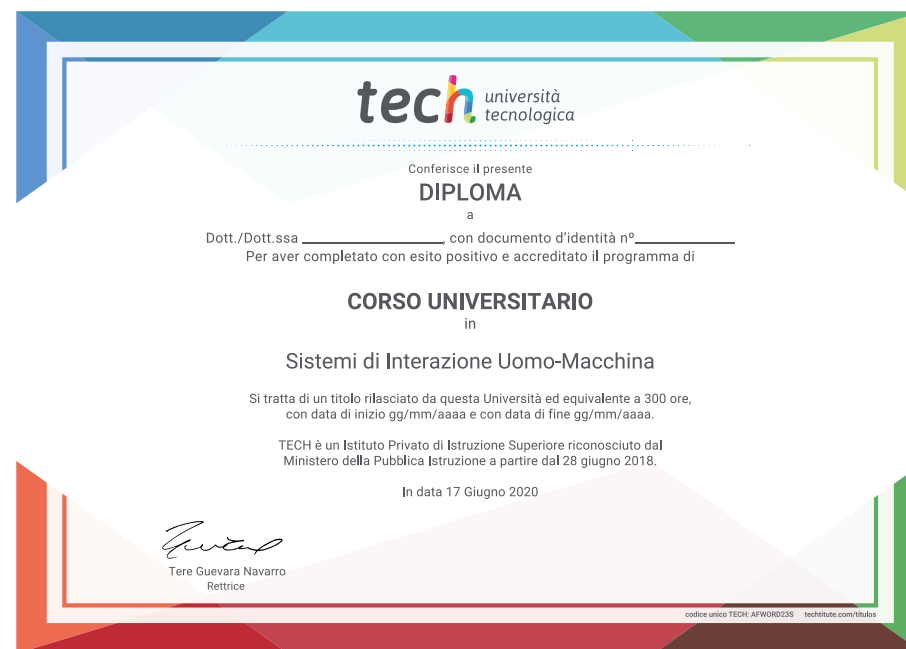 tech università
tecnologica
Conferisce il presente
DIPLOMA
a
Dott./Dott.ssa ____________________, con documento d'identità nº______________
Per aver completato con esito positivo e accreditato il programma di
CORSO UNIVERSITARIO
in
Sistemi di Interazione Uomo-Macchina
Si tratta di un titolo rilasciato da questa Università ed equivalente a 300 ore,
con data di inizio gg/mm/aaaa e con data di fine gg/mm/aaaa.
TECH è un Istituto Privato di Istruzione Superiore riconosciuto dal
Ministero della Pubblica Istruzione a partire dal 28 giugno 2018.
In data 17 Giugno 2020
Tere Guevara Navarro
Rettrice
codice unico TECH: AFWORD23S techtitute.com/titulos